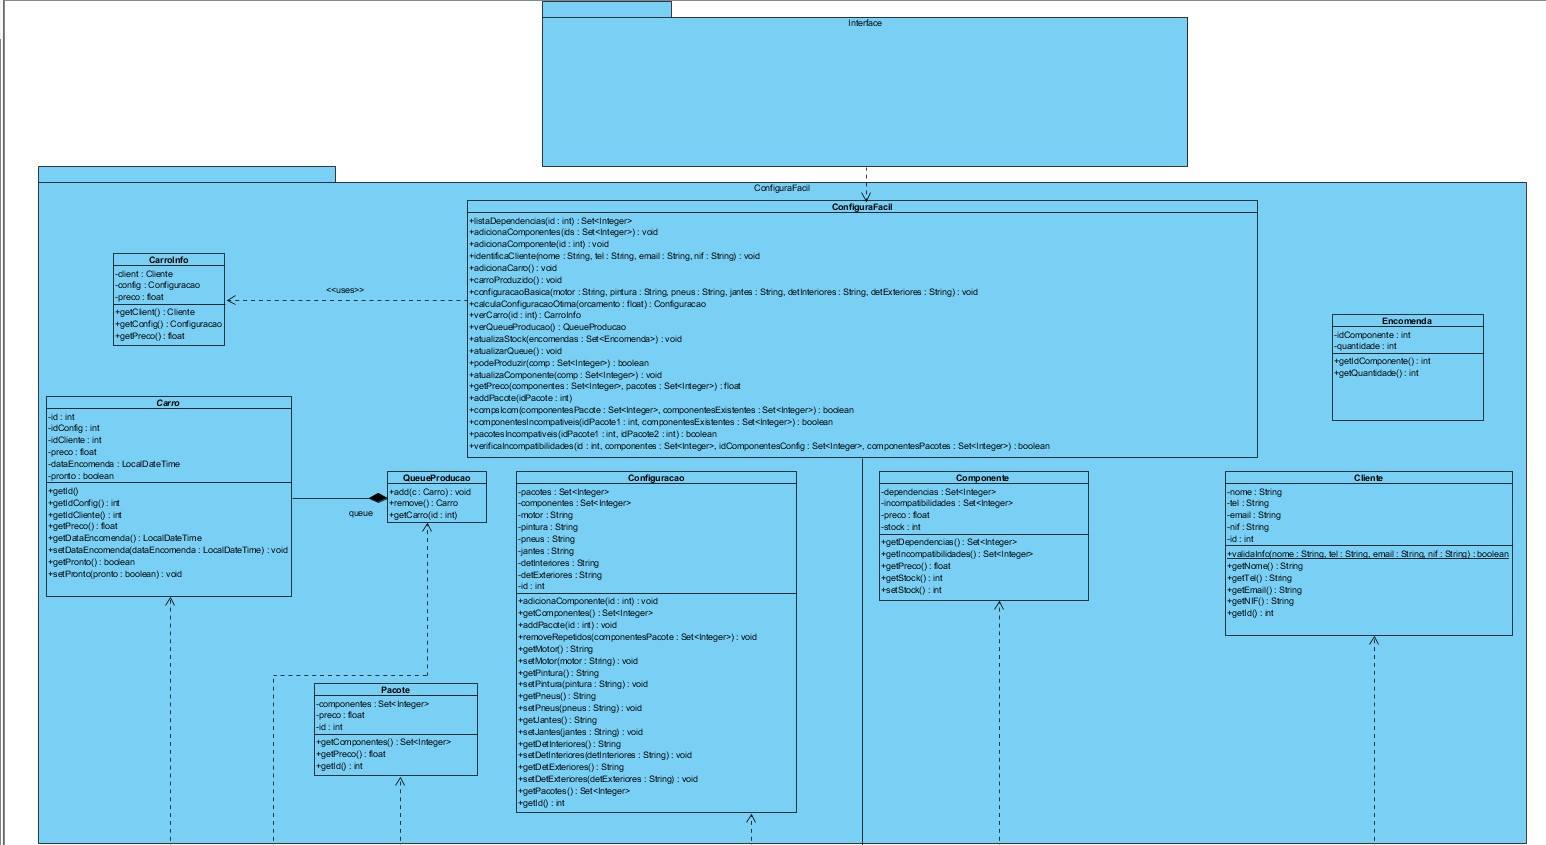 Interface
ConfiguraFacil
ConfiguraFacil
+listaDependencias(id : int) : Set<Integer>
+adicionaComponentes(ids : Set<Integer>) : void
+adicionaComponente(id : int) : void
+identificaCliente(nome : String, tel : String, email : String, nif : String) : void
+adicionaCarro() : void
+carroProduzido() : void
+configuracaoBasica(motor : String, pintura : String, pneus : String, jantes : String, detInteriores : String, detExteriores : String) : void
+calculaConfiguracaoOtima(orcamento : float) : Configuracao
+verCarro(id : int) : CarroInfo
+verQueueProducao() : QueueProducao
+atualizaStock(encomendas : Set<Encomenda>) : void
+atualizarQueue() : void
+podeProduzir(comp : Set<Integer>) : boolean
+atualizaComponente(comp : Set<Integer>) : void
+getPreco(componentes : Set<Integer>, pacotes : Set<Integer>) : float
+addPacote(idPacote : int)
+compsIcom(componentesPacote : Set<Integer>, componentesExistentes : Set<Integer>) : boolean
+componentesIncompativeis(idPacote1 : int, componentesExistentes : Set<Integer>) : boolean
+pacotesIncompativeis(idPacote1 : int, idPacote2 : int) : boolean
+verificaIncompatibilidades(id : int, componentes : Set<Integer>, idComponentesConfig : Set<Integer>, componentesPacotes : Set<Integer>) : boolean
CarroInfo
-client : Cliente
-config : Configuracao
-preco : float
+getClient() : Cliente
+getConfig() : Configuracao
+getPreco() : float
<<uses>>
Encomenda
-idComponente : int
-quantidade : int
+getIdComponente() : int
+getQuantidade() : int
Carro
-id : int
-idConfig : int
-idCliente : int
-preco : float
-dataEncomenda : LocalDateTime
-pronto : boolean
+getId()
+getIdConfig() : int
+getIdCliente() : int
+getPreco() : float
+getDataEncomenda() : LocalDateTime
+setDataEncomenda(dataEncomenda : LocalDateTime) : void
+getPronto() : boolean
+setPronto(pronto : boolean) : void
queue
QueueProducao
+add(c : Carro) : void
+remove() : Carro
+getCarro(id : int)
Configuracao
-pacotes : Set<Integer>
-componentes : Set<Integer>
-motor : String
-pintura : String
-pneus : String
-jantes : String
-detInteriores : String
-detExteriores : String
-id : int
+adicionaComponente(id : int) : void
+getComponentes() : Set<Integer>
+addPacote(id : int) : void
+removeRepetidos(componentesPacote : Set<Integer>) : void
+getMotor() : String
+setMotor(motor : String) : void
+getPintura() : String
+setPintura(pintura : String) : void
+getPneus() : String
+setPneus(pneus : String) : void
+getJantes() : String
+setJantes(jantes : String) : void
+getDetInteriores() : String
+setDetInteriores(detInteriores : String) : void
+getDetExteriores() : String
+setDetExteriores(detExteriores : String) : void
+getPacotes() : Set<Integer>
+getId() : int
Componente
-dependencias : Set<Integer>
-incompatibilidades : Set<Integer>
-preco : float
-stock : int
+getDependencias() : Set<Integer>
+getIncompatibilidades() : Set<Integer>
+getPreco() : float
+getStock() : int
+setStock() : int
Cliente
-nome : String
-tel : String
-email : String
-nif : String
-id : int
+validaInfo(nome : String, tel : String, email : String, nif : String) : boolean
+getNome() : String
+getTel() : String
+getEmail() : String
+getNIF() : String
+getId() : int
Pacote
-componentes : Set<Integer>
-preco : float
-id : int
+getComponentes() : Set<Integer>
+getPreco() : float
+getId() : int